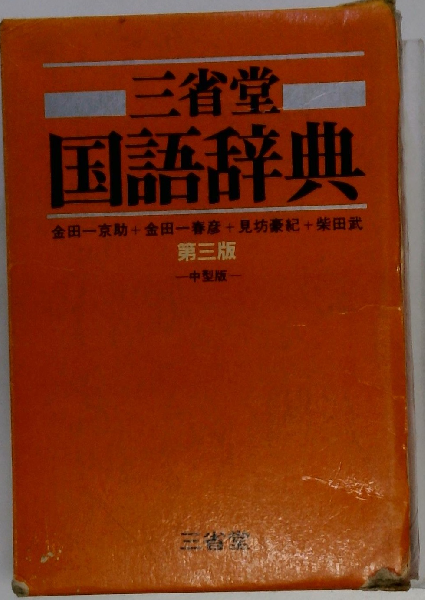 三省堂
国語辞典
金田一京助+金田一春彦+見坊豪紀+柴田武
第三版
—中型版—
三省堂